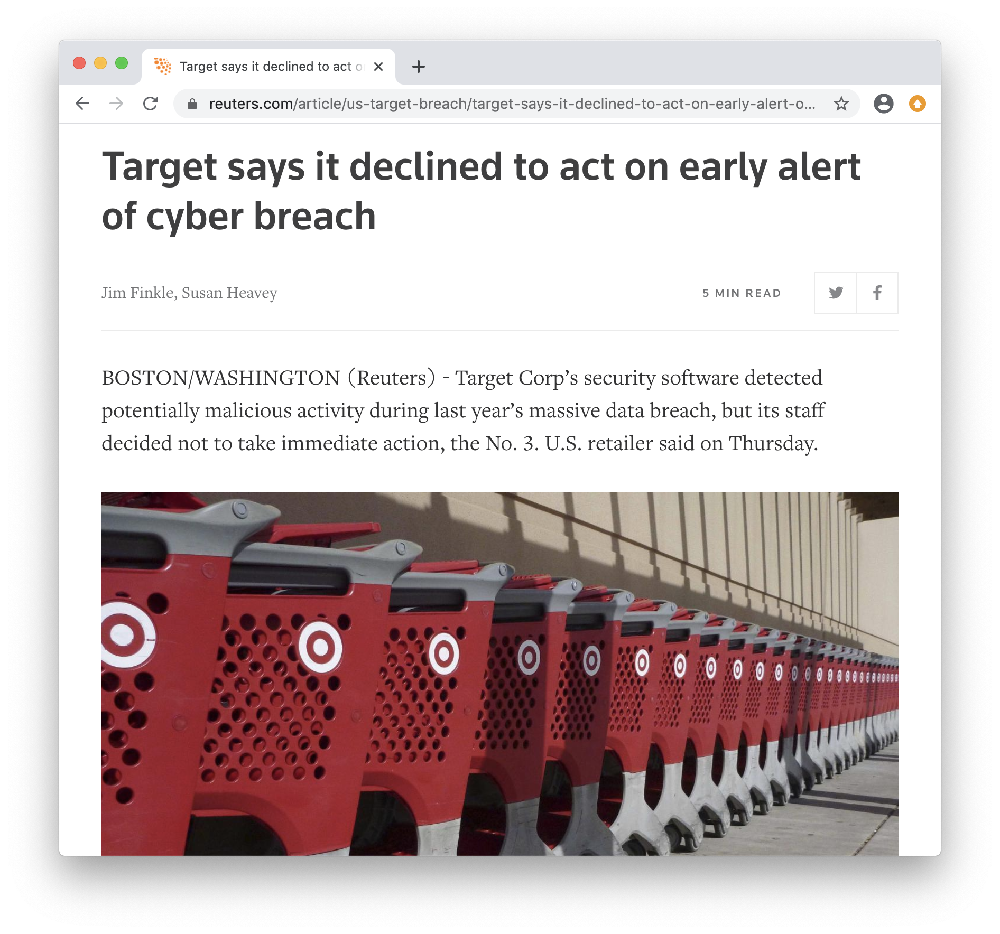 Target says it declined to act o
reuters.com/article/us-target-breach/target-says-it-declined-to-act-on-early-alert-o...
Target says it declined to act on early alert
of cyber breach
Jim Finkle, Susan Heavey
5 MIN READ
BOSTON/WASHINGTON (Reuters) - Target Corp’s security software detected
potentially malicious activity during last year’s massive data breach, but its staff
decided not to take immediate action, the No. 3. U.S. retailer said on Thursday.